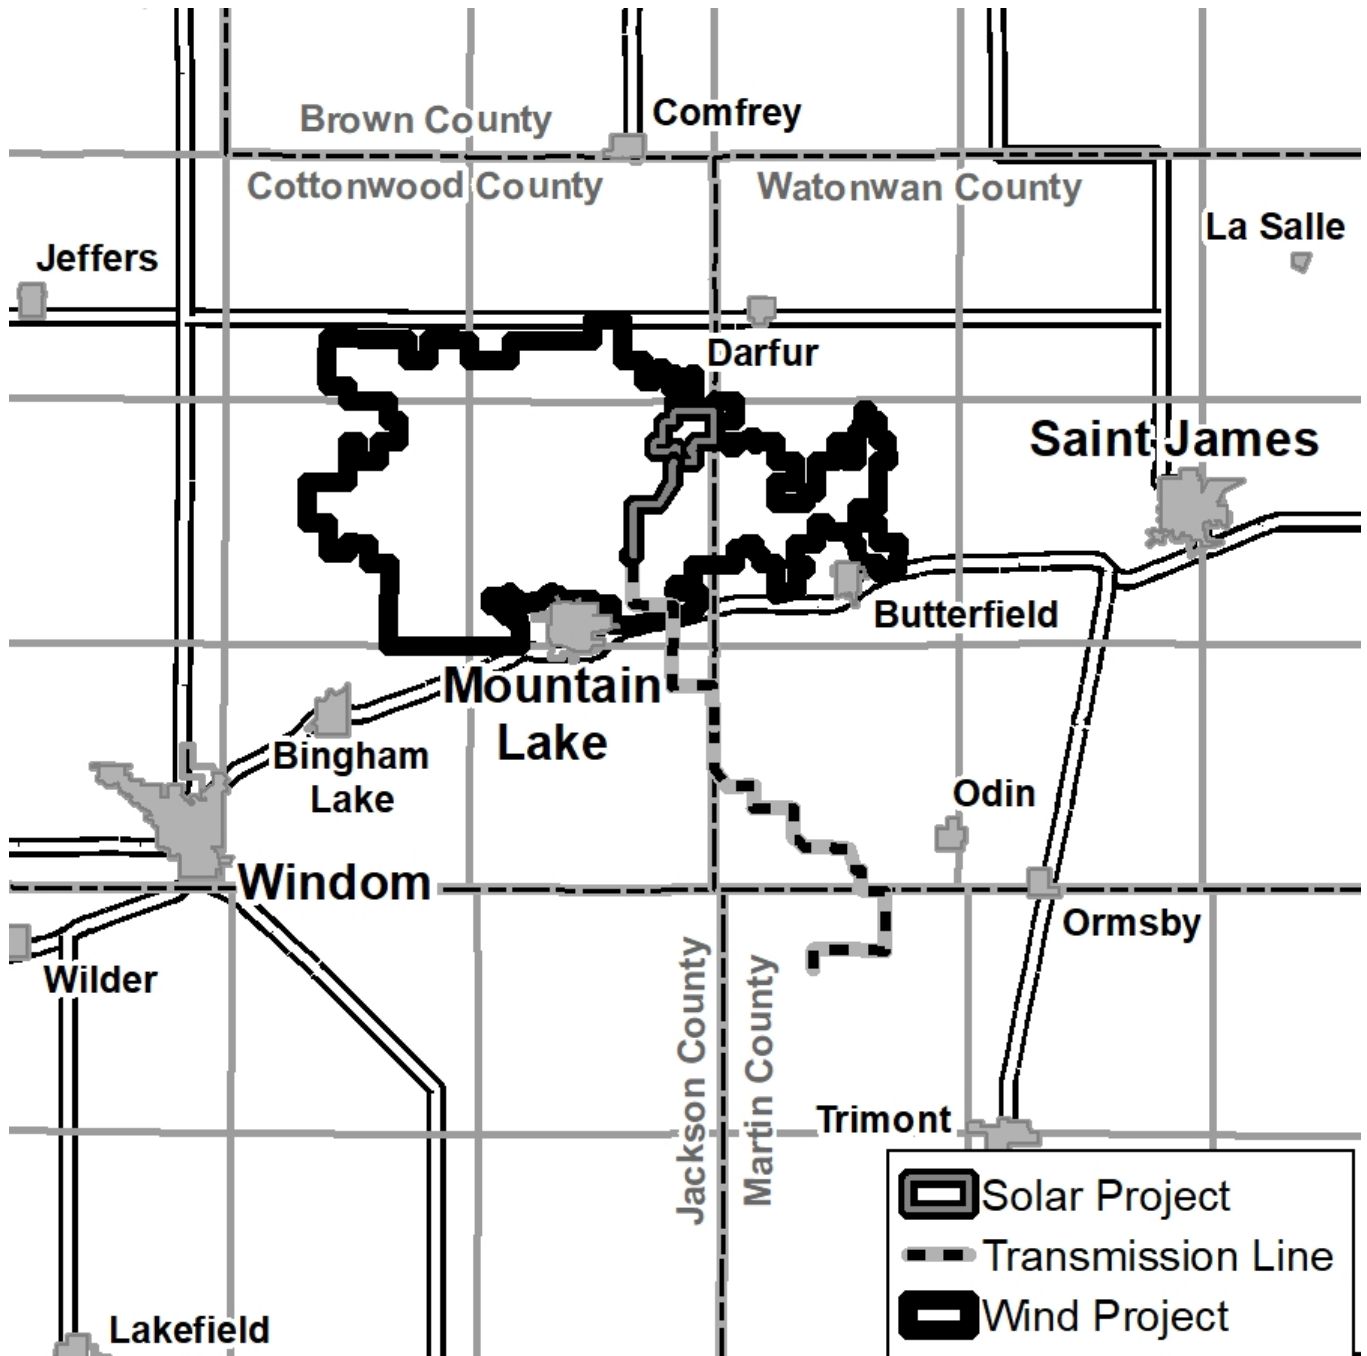 Brown County
Comfrey
Cottonwood County
Watonwan County
La Salle
Jeffers
Darfur
Saint James
Butterfield
Mountain
Lake
Bingham
Lake
Odin
Windom
Ormsby
Wilder
Jackson County
Martin County
Trimont
Solar Project
Transmission Line
Wind Project
Lakefield